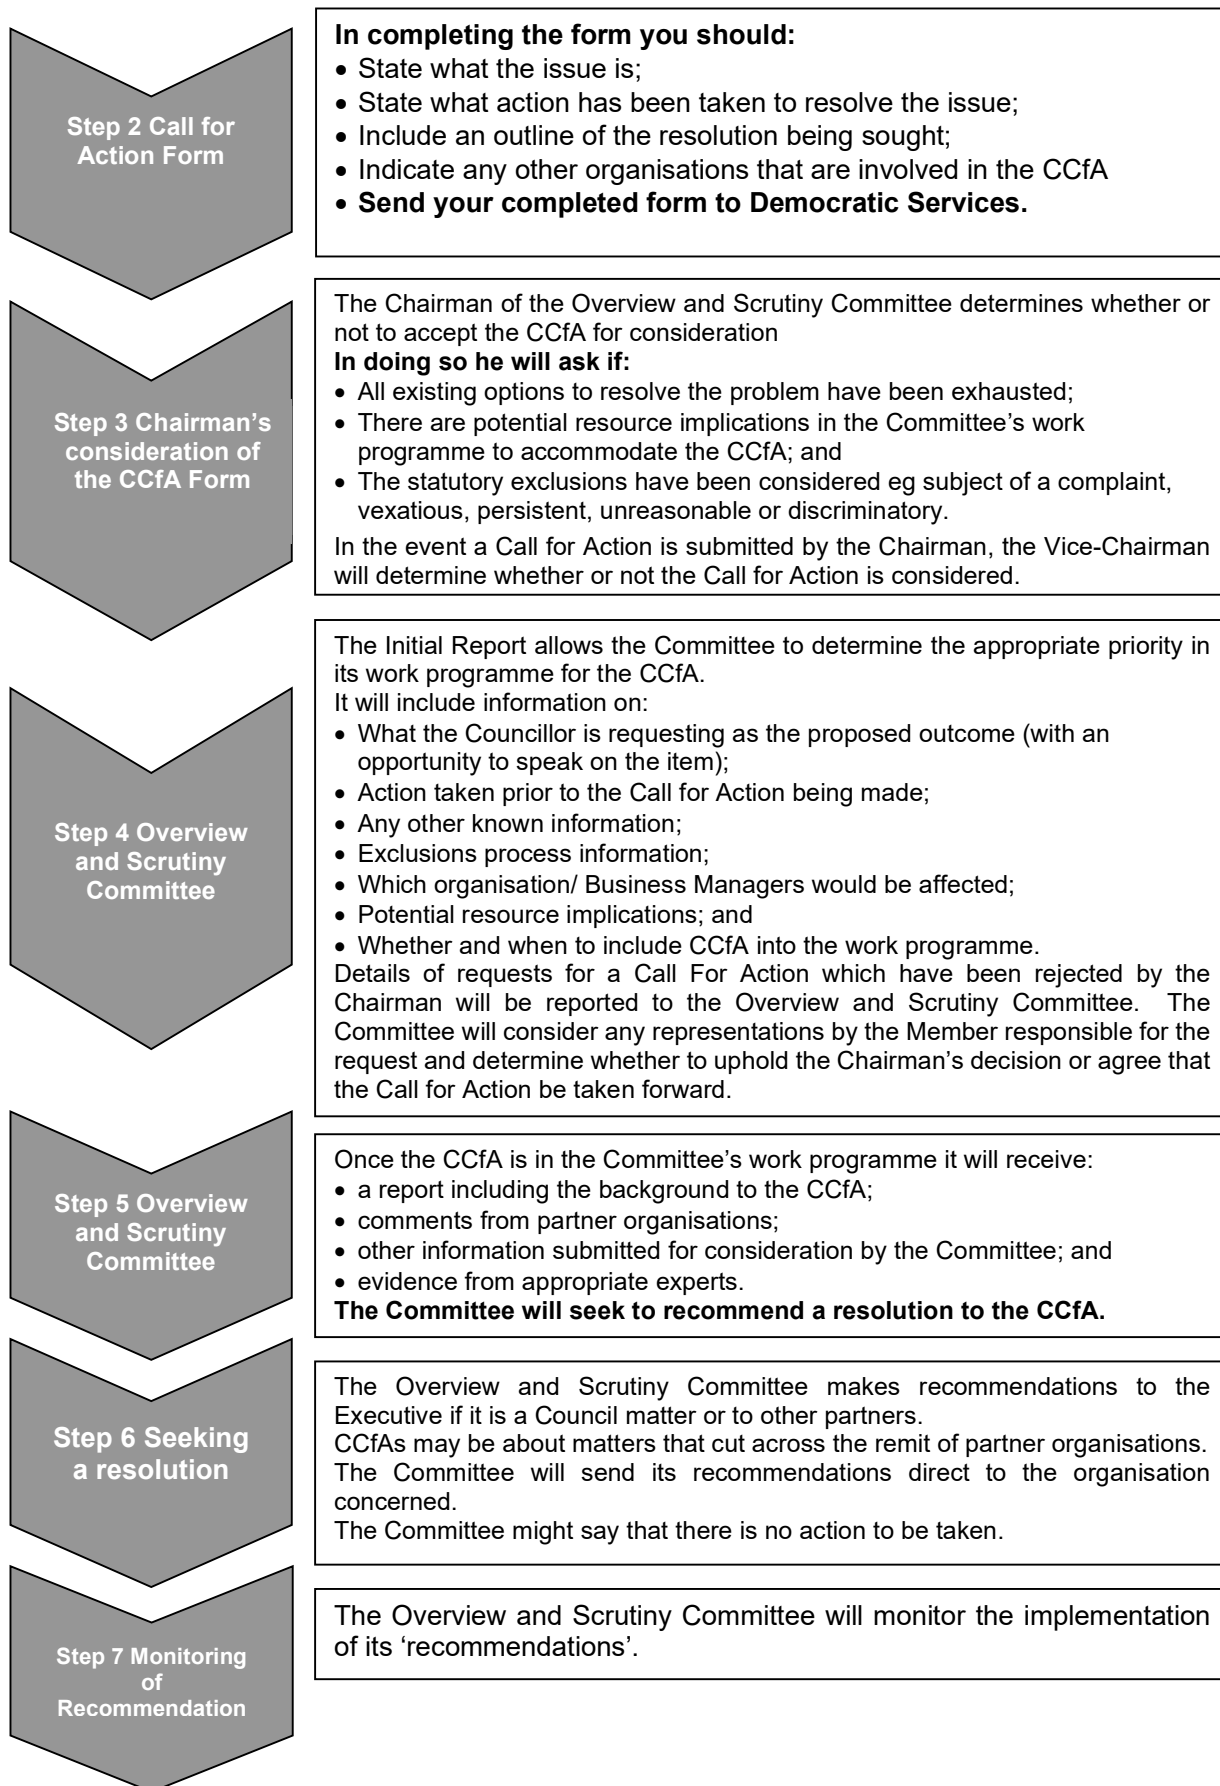 Step 2 Call for
Action Form
In completing the form you should:
• State what the issue is;
• State what action has been taken to resolve the issue;
• Include an outline of the resolution being sought;
• Indicate any other organisations that are involved in the CCfA
• Send your completed form to Democratic Services.
Step 3 Chairman’s
consideration of
the CCfA Form
The Chairman of the Overview and Scrutiny Committee determines whether or
not to accept the CCfA for consideration
In doing so he will ask if:
• All existing options to resolve the problem have been exhausted;
• There are potential resource implications in the Committee’s work
programme to accommodate the CCfA; and
• The statutory exclusions have been considered eg subject of a complaint,
vexatious, persistent, unreasonable or discriminatory.
In the event a Call for Action is submitted by the Chairman, the Vice-Chairman
will determine whether or not the Call for Action is considered.
Step 4 Overview
and Scrutiny
Committee
The Initial Report allows the Committee to determine the appropriate priority in
its work programme for the CCfA.
It will include information on:
• What the Councillor is requesting as the proposed outcome (with an
opportunity to speak on the item);
• Action taken prior to the Call for Action being made;
• Any other known information;
• Exclusions process information;
• Which organisation/ Business Managers would be affected;
• Potential resource implications; and
• Whether and when to include CCfA into the work programme.
Details of requests for a Call For Action which have been rejected by the
Chairman will be reported to the Overview and Scrutiny Committee. The
Committee will consider any representations by the Member responsible for the
request and determine whether to uphold the Chairman’s decision or agree that
the Call for Action be taken forward.
Step 5 Overview
and Scrutiny
Committee
Once the CCfA is in the Committee’s work programme it will receive:
• a report including the background to the CCfA;
• comments from partner organisations;
• other information submitted for consideration by the Committee; and
• evidence from appropriate experts.
The Committee will seek to recommend a resolution to the CCfA.
Step 6 Seeking
a resolution
The Overview and Scrutiny Committee makes recommendations to the
Executive if it is a Council matter or to other partners.
CCfAs may be about matters that cut across the remit of partner organisations.
The Committee will send its recommendations direct to the organisation
concerned.
The Committee might say that there is no action to be taken.
Step 7 Monitoring
of
Recommendation
The Overview and Scrutiny Committee will monitor the implementation
of its ‘recommendations’.